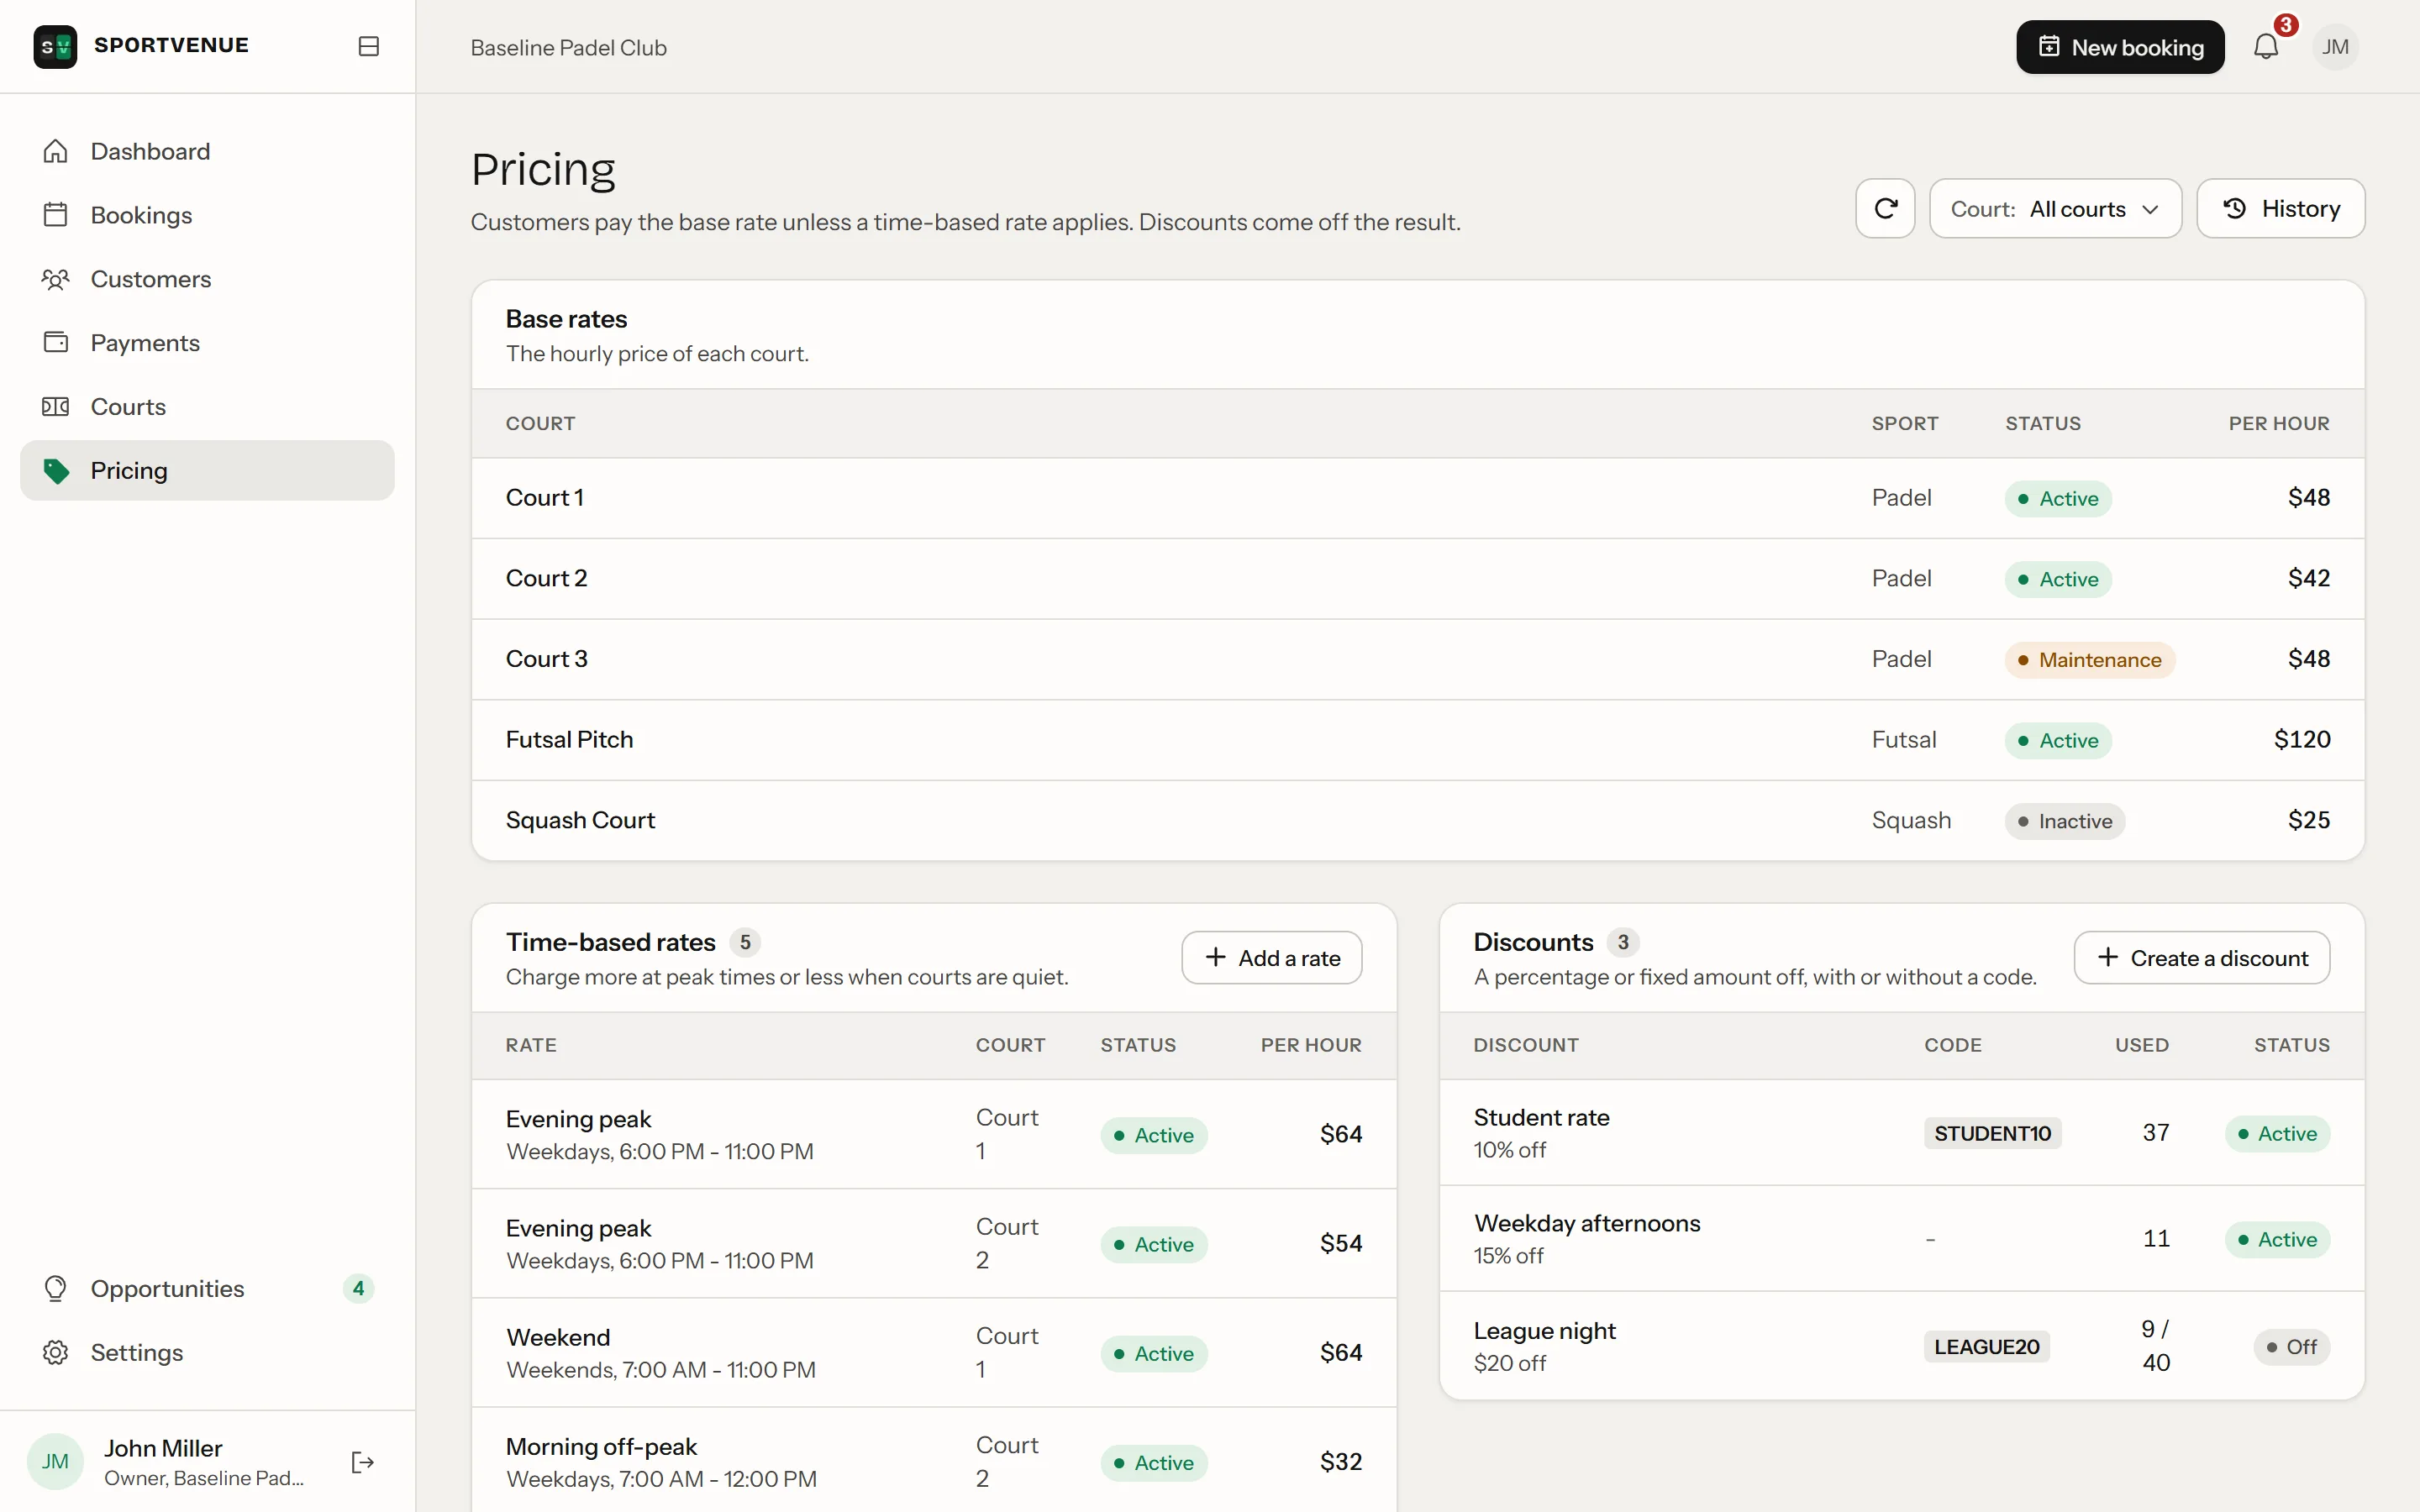 SV SPORTVENUE
Baseline Padel Club
New booking
3
JM
Dashboard
Bookings
Customers
Payments
Courts
Pricing
Opportunities 4
Settings
JM
John Miller
Owner, Baseline Pad...
Pricing
Customers pay the base rate unless a time-based rate applies. Discounts come off the result.
Court: All courts
History
Base rates
The hourly price of each court.
COURT SPORT STATUS PER HOUR
Court 1 Padel Active $48
Court 2 Padel Active $42
Court 3 Padel Maintenance $48
Futsal Pitch Futsal Active $120
Squash Court Squash Inactive $25
Time-based rates 5
Charge more at peak times or less when courts are quiet.
+ Add a rate
RATE COURT STATUS PER HOUR
Evening peak
Weekdays, 6:00 PM - 11:00 PM
Court
1
Active
$64
Evening peak
Weekdays, 6:00 PM - 11:00 PM
Court
2
Active
$54
Weekend
Weekends, 7:00 AM - 11:00 PM
Court
1
Active
$64
Morning off-peak
Weekdays, 7:00 AM - 12:00 PM
Court
2
Active
$32
Discounts 3
A percentage or fixed amount off, with or without a code.
+ Create a discount
DISCOUNT CODE USED STATUS
Student rate
10% off
STUDENT10
37
Active
Weekday afternoons
15% off
-
11
Active
League night
$20 off
LEAGUE20
9 /
40
Off